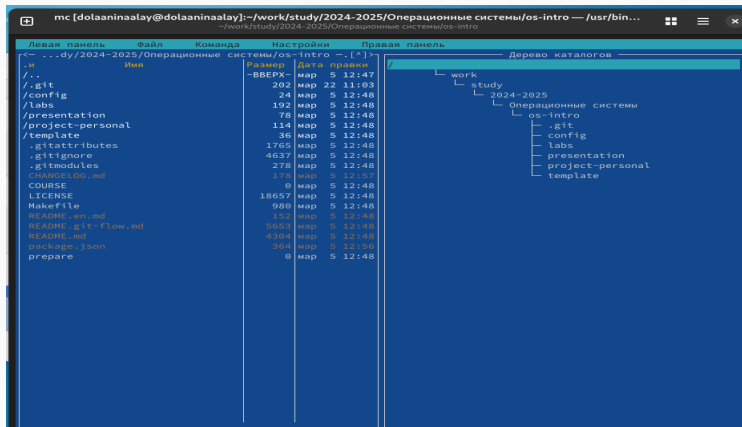 mc [dolaaninaalay@dolaaninaalay]:~/work/study/2024-2025/Операционные системы/os-intro — /usr/bin...
~/work/study/2024-2025/Операционные системы/os-intro
Левая панель Файл Команда Настройки Правая панель
<— ...dy/2024-2025/Операционные системы/os-intro —.[^]>
.и Имя Размер Дата правки
/.. -ВВЕРХ- мар 5 12:47
/.git 202 мар 22 11:03
/config 24 мар 5 12:48
/labs 192 мар 5 12:48
/presentation 78 мар 5 12:48
/project-personal 114 мар 5 12:48
/template 36 мар 5 12:48
.gitattributes 1765 мар 5 12:48
.gitignore 4637 мар 5 12:48
.gitmodules 278 мар 5 12:48
CHANGELOG.md 178 мар 5 12:57
COURSE 0 мар 5 12:48
LICENSE 18657 мар 5 12:48
Makefile 980 мар 5 12:48
README.en.md 152 мар 5 12:48
README.git-flow.md 5653 мар 5 12:48
README.md 4304 мар 5 12:48
package.json 364 мар 5 12:56
prepare 0 мар 5 12:48
Дерево каталогов
/
work
study
2024-2025
Операционные системы
os-intro
.git
config
labs
presentation
project-personal
template